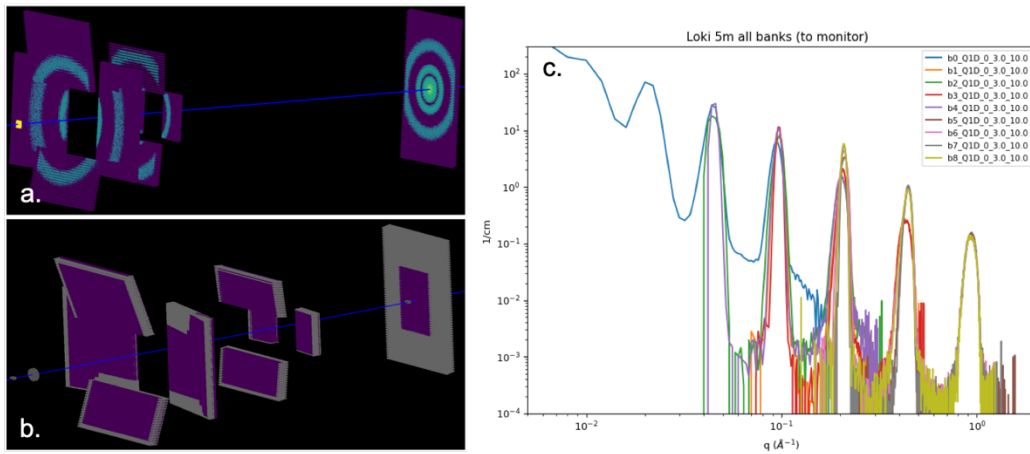 a.
b.
Loki 5m all banks (to monitor)
c.
b0_Q1D_0_3.0_10.0
b1_Q1D_0_3.0_10.0
b2_Q1D_0_3.0_10.0
b3_Q1D_0_3.0_10.0
b4_Q1D_0_3.0_10.0
b5_Q1D_0_3.0_10.0
b6_Q1D_0_3.0_10.0
b7_Q1D_0_3.0_10.0
b8_Q1D_0_3.0_10.0
10²
10¹
10⁰
10⁻¹
10⁻²
10⁻³
10⁻⁴
1/cm
10⁻² 10⁻¹ 10⁰
q (Å⁻¹)